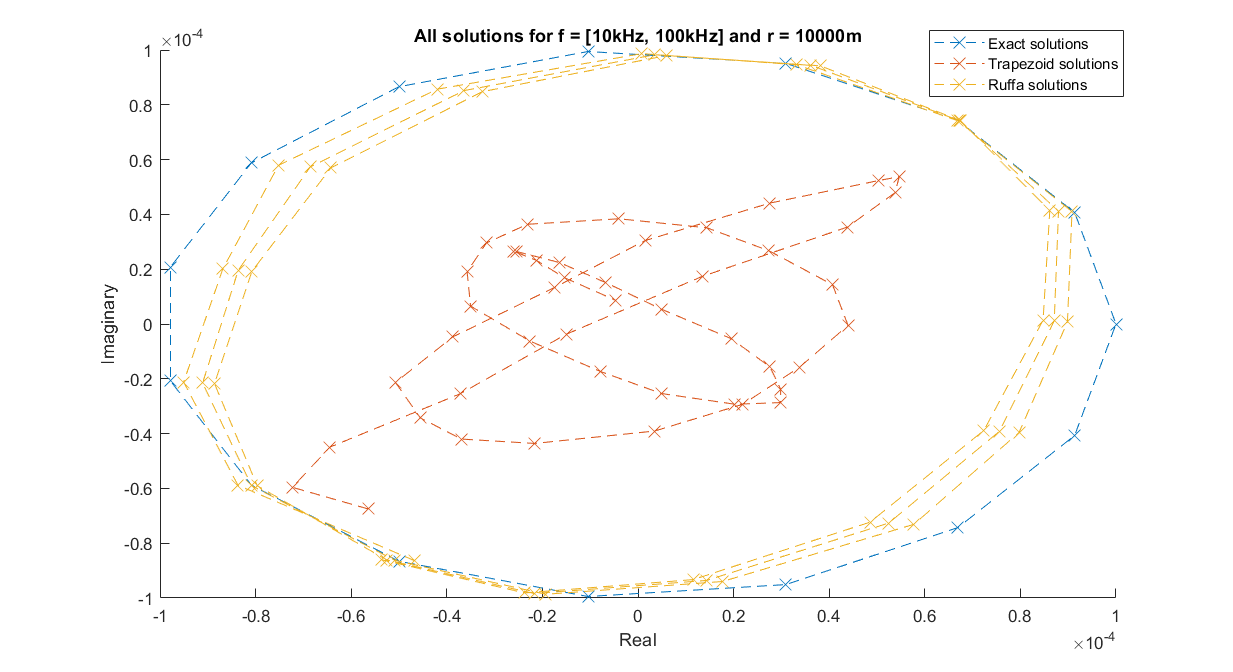 All solutions for f = [10kHz, 100kHz] and r = 10000m
×10⁻⁴
Exact solutions
Trapezoid solutions
Ruffa solutions
1
0.8
0.6
0.4
0.2
0
-0.2
-0.4
-0.6
-0.8
-1
Imaginary
-1 -0.8 -0.6 -0.4 -0.2 0 0.2 0.4 0.6 0.8 1
Real
×10⁻⁴